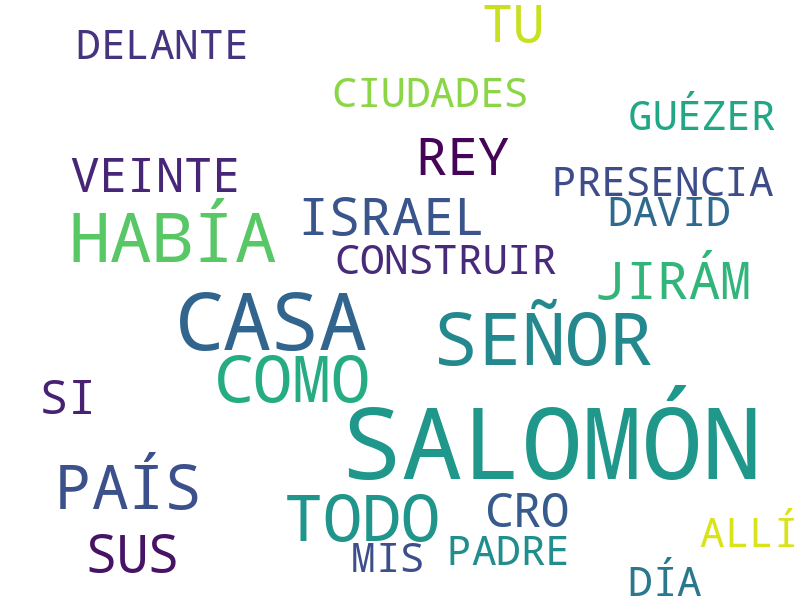 TU
DELANTE
CIUDADES
GUÉZER
REY
VEINTE
PRESENCIA
ISRAEL
DAVID
HABÍA
CONSTRUIR
JIRÁM
CASA
SEÑOR
COMO
SI
SALOMÓN
PAÍS
TODO
CRO
ALLÍ
SUS
MIS
PADRE
DÍA